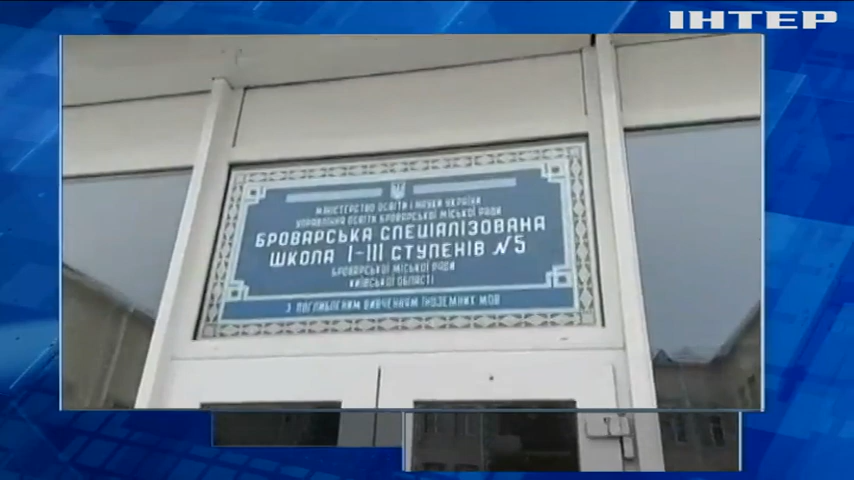 ІНТЕР
МІНІСТЕРСТВО ОСВІТИ І НАУКИ УКРАЇНИ
УПРАВЛІННЯ ОСВІТИ БРОВАРСЬКОЇ МІСЬКОЇ РАДИ
БРОВАРСЬКА СПЕЦІАЛІЗОВАНА
ШКОЛА І-ІІІ СТУПЕНІВ №5
БРОВАРСЬКОЇ МІСЬКОЇ РАДИ
КИЇВСЬКОЇ ОБЛАСТІ
З ПОГЛИБЛЕНИМ ВИВЧЕННЯМ ІНОЗЕМНИХ МОВ